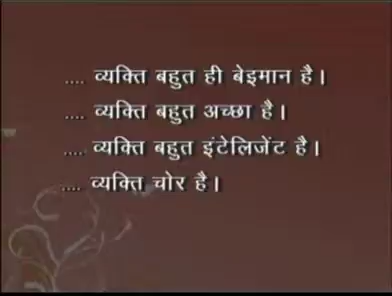 .... व्यक्ति बहुत ही बेइमान है।
.... व्यक्ति बहुत अच्छा है।
.... व्यक्ति बहुत इंटेलिजेंट है।
.... व्यक्ति चोर है।